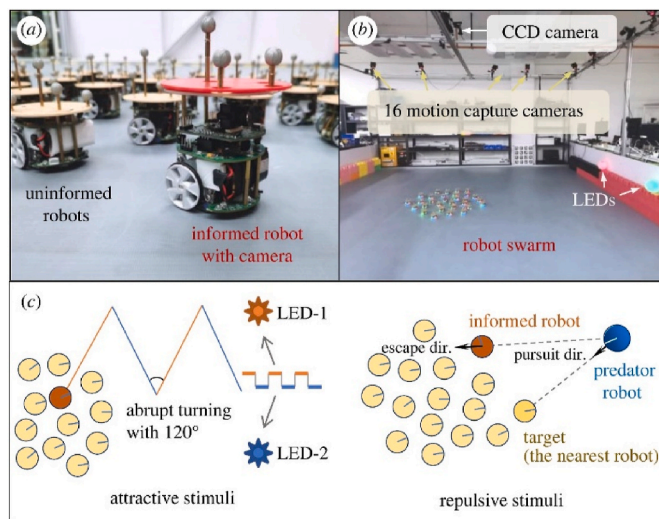 (a)
uninformed
robots
informed robot
with camera
(b)
CCD camera
16 motion capture cameras
LEDs
robot swarm
(c)
LED-1
abrupt turning
with 120°
LED-2
attractive stimuli
informed robot
escape dir.
pursuit dir.
predator
robot
target
(the nearest robot)
repulsive stimuli